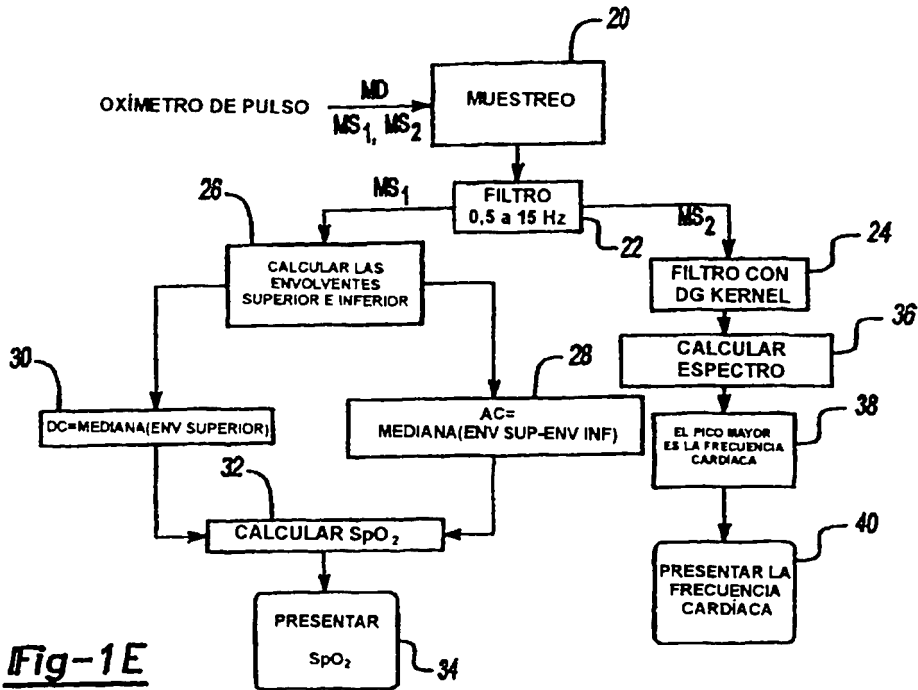 20
OXÍMETRO DE PULSO
MD
MS₁, MS₂
MUESTREO
26
MS₁
FILTRO
0,5 a 15 Hz
22
MS₂
24
CALCULAR LAS
ENVOLVENTES
SUPERIOR E INFERIOR
FILTRO CON
DG KERNEL
36
CALCULAR
ESPECTRO
30
28
DC=MEDIANA(ENV SUPERIOR)
AC=
MEDIANA(ENV SUP-ENV INF)
38
EL PICO MAYOR
ES LA FRECUENCIA
CARDÍACA
32
CALCULAR SpO₂
40
PRESENTAR LA
FRECUENCIA
CARDÍACA
PRESENTAR
SpO₂
34
Fig-1E